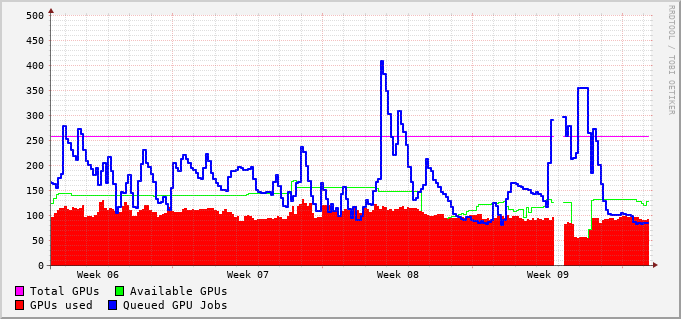 500
450
400
350
300
250
200
150
100
50
0
Week 06 Week 07 Week 08 Week 09
Total GPUs Available GPUs
GPUs used Queued GPU Jobs
RRDTOOL / TOBI OETIKER